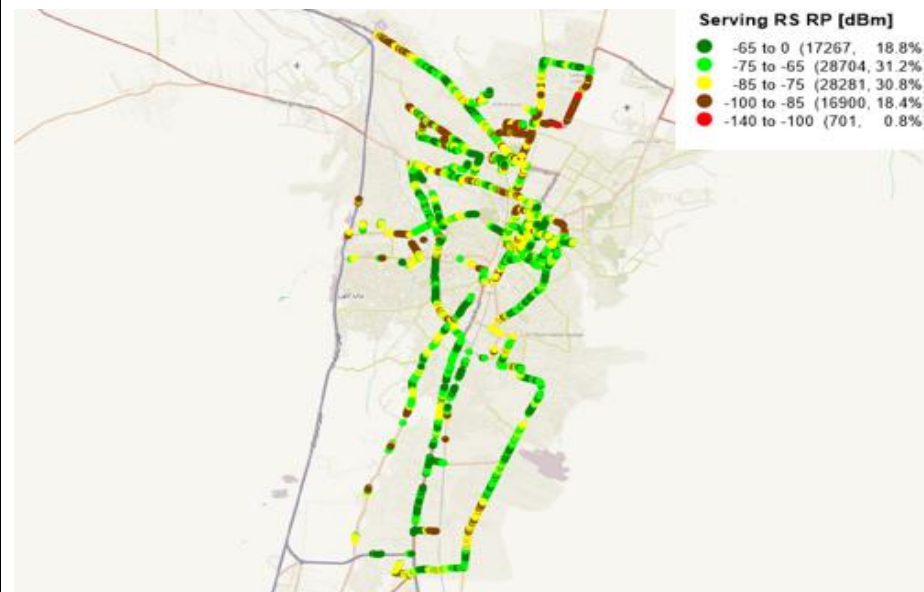 Serving RS RP [dBm]
-65 to 0 (17267, 18.8%
-75 to -65 (28704, 31.2%
-85 to -75 (28281, 30.8%
-100 to -85 (16900, 18.4%
-140 to -100 (701, 0.8%